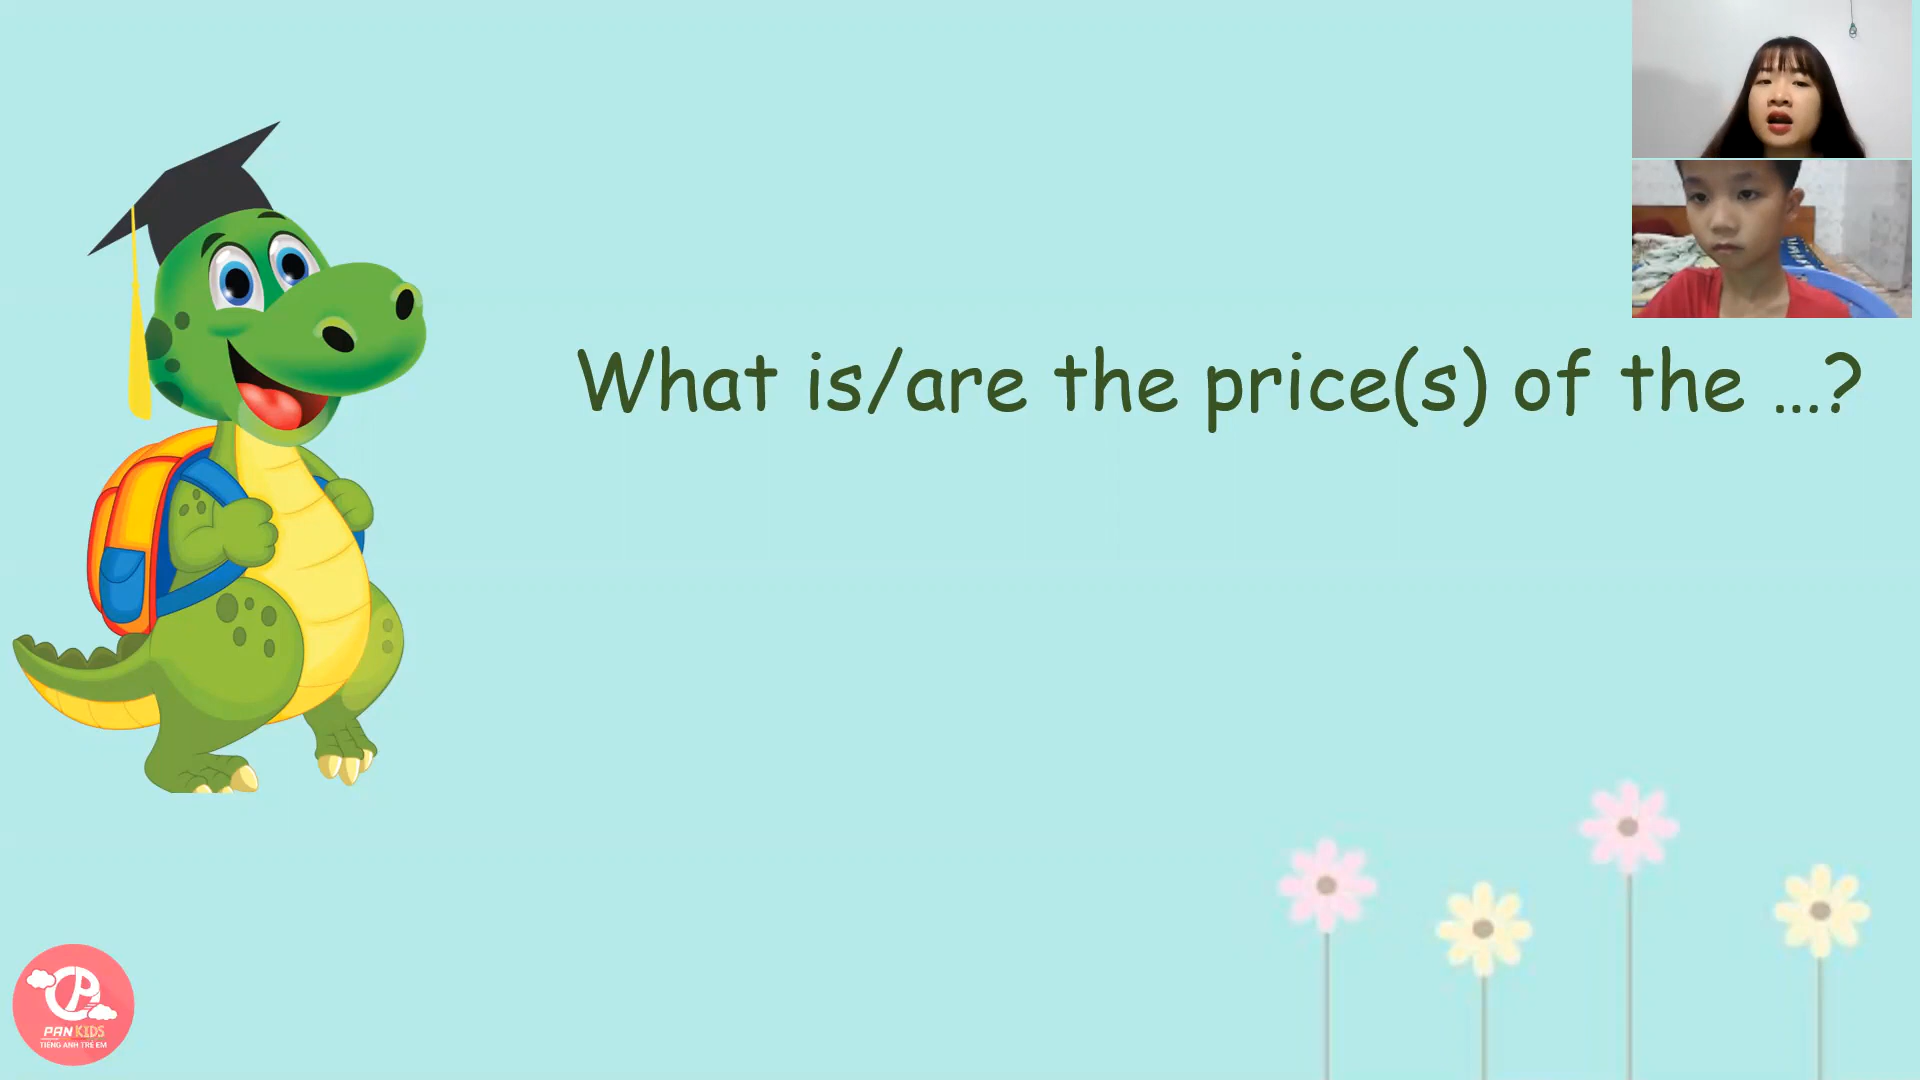 What is/are the price(s) of the ...?
PAN KIDS
TIẾNG ANH TRẺ EM